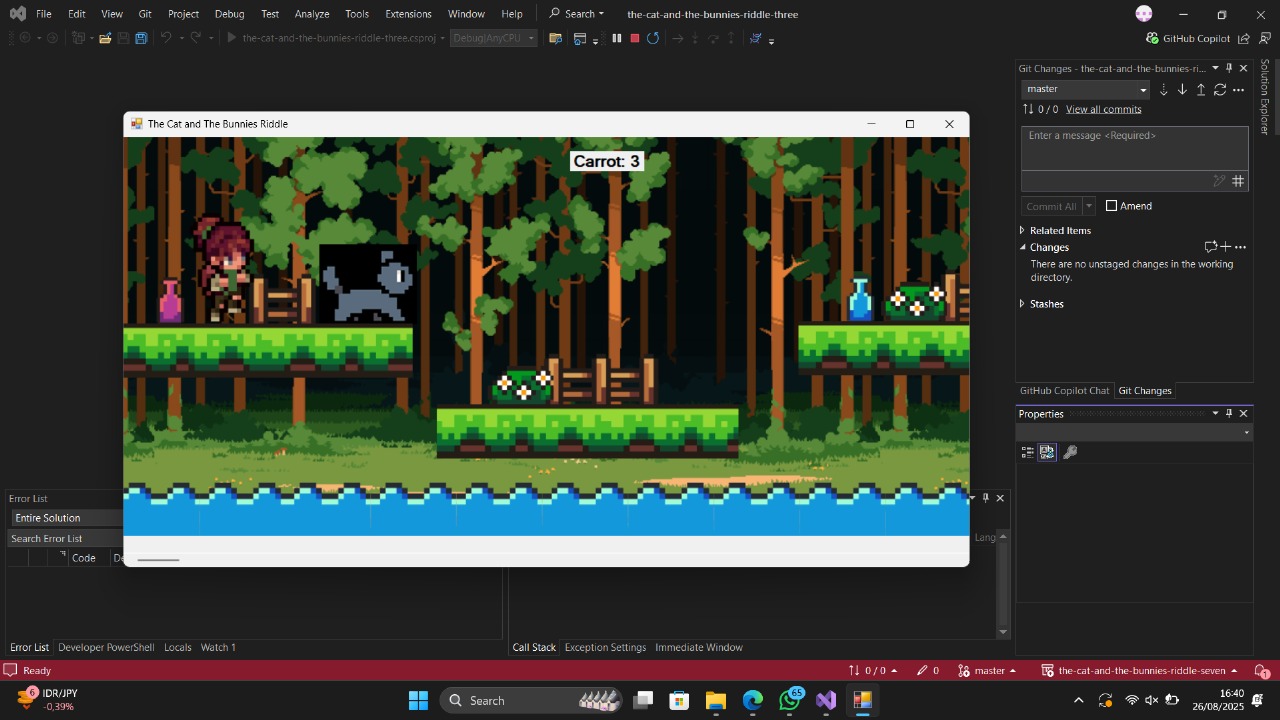 File Edit View Git Project Debug Test Analyze Tools Extensions Window Help Search the-cat-and-the-bunnies-riddle-three
the-cat-and-the-bunnies-riddle-three.csproj Debug|AnyCPU GitHub Copilot
Git Changes - the-cat-and-the-bunnies-ri...
master
0 / 0 View all commits
Enter a message <Required>
Commit All Amend
Related Items
Changes
There are no unstaged changes in the working
directory.
Stashes
GitHub Copilot Chat Git Changes
Properties
Solution Explorer
The Cat and The Bunnies Riddle
Carrot: 3
Error List
Entire Solution
Search Error List
Code
Lang
Error List Developer PowerShell Locals Watch 1
Call Stack Exception Settings Immediate Window
Ready 0 / 0 0 master the-cat-and-the-bunnies-riddle-seven 1
6 IDR/JPY
-0,39%
Search
65
16:40
26/08/2025